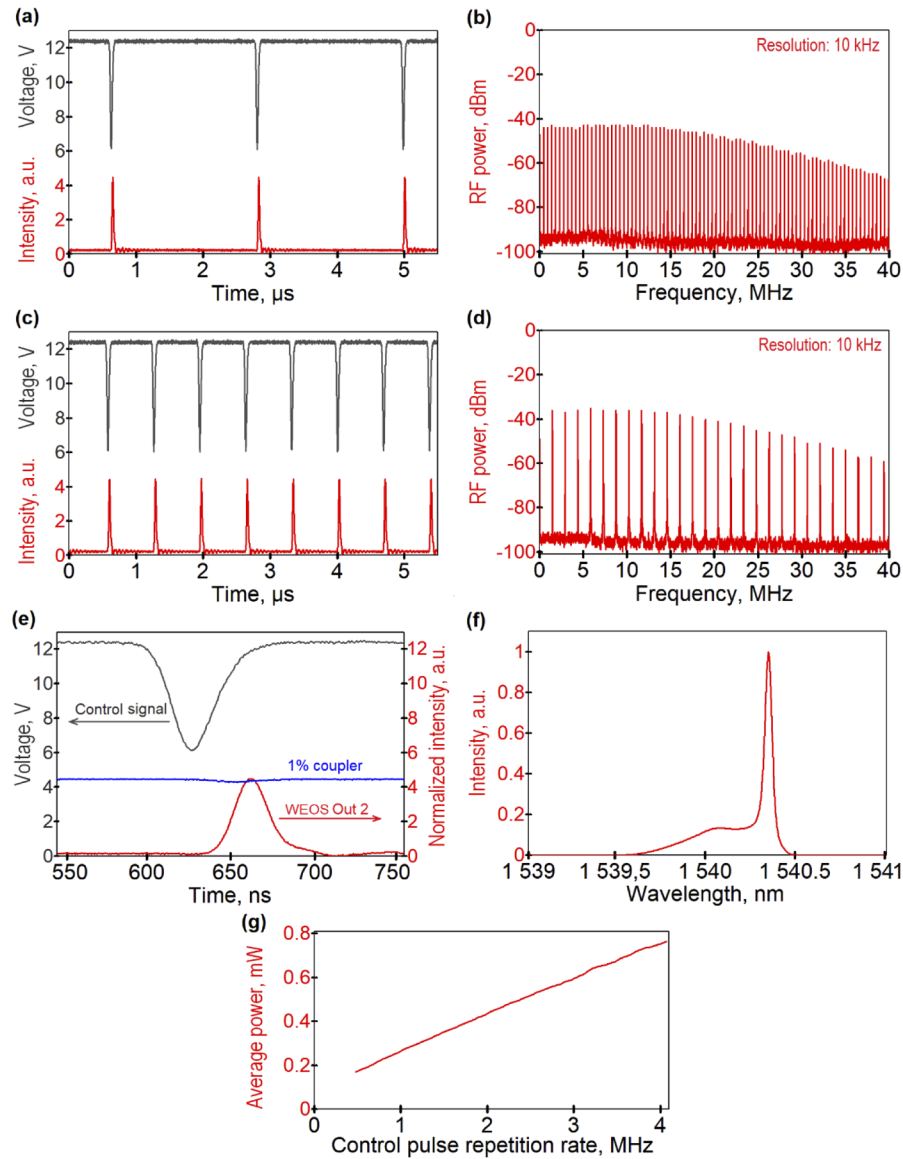 (a)
Voltage, V
12
10
8
6
Intensity, a.u.
4
2
0
0 1 2 3 4 5
Time, µs
(b)
RF power, dBm
0
-20
-40
-60
-80
-100
Resolution: 10 kHz
0 5 10 15 20 25 30 35 40
Frequency, MHz
(c)
Voltage, V
12
10
8
6
Intensity, a.u.
4
2
0
0 1 2 3 4 5
Time, µs
(d)
RF power, dBm
0
-20
-40
-60
-80
-100
Resolution: 10 kHz
0 5 10 15 20 25 30 35 40
Frequency, MHz
(e)
Voltage, V
12
10
8
6
4
2
0
Control signal
1% coupler
WEOS Out 2
12
10
8
6
4
2
0
Normalized intensity, a.u.
550 600 650 700 750
Time, ns
(f)
Intensity, a.u.
1
0.8
0.6
0.4
0.2
0
1 539 1 539,5 1 540 1 540.5 1 541
Wavelength, nm
(g)
Average power, mW
0.8
0.6
0.4
0.2
0
0 1 2 3 4
Control pulse repetition rate, MHz